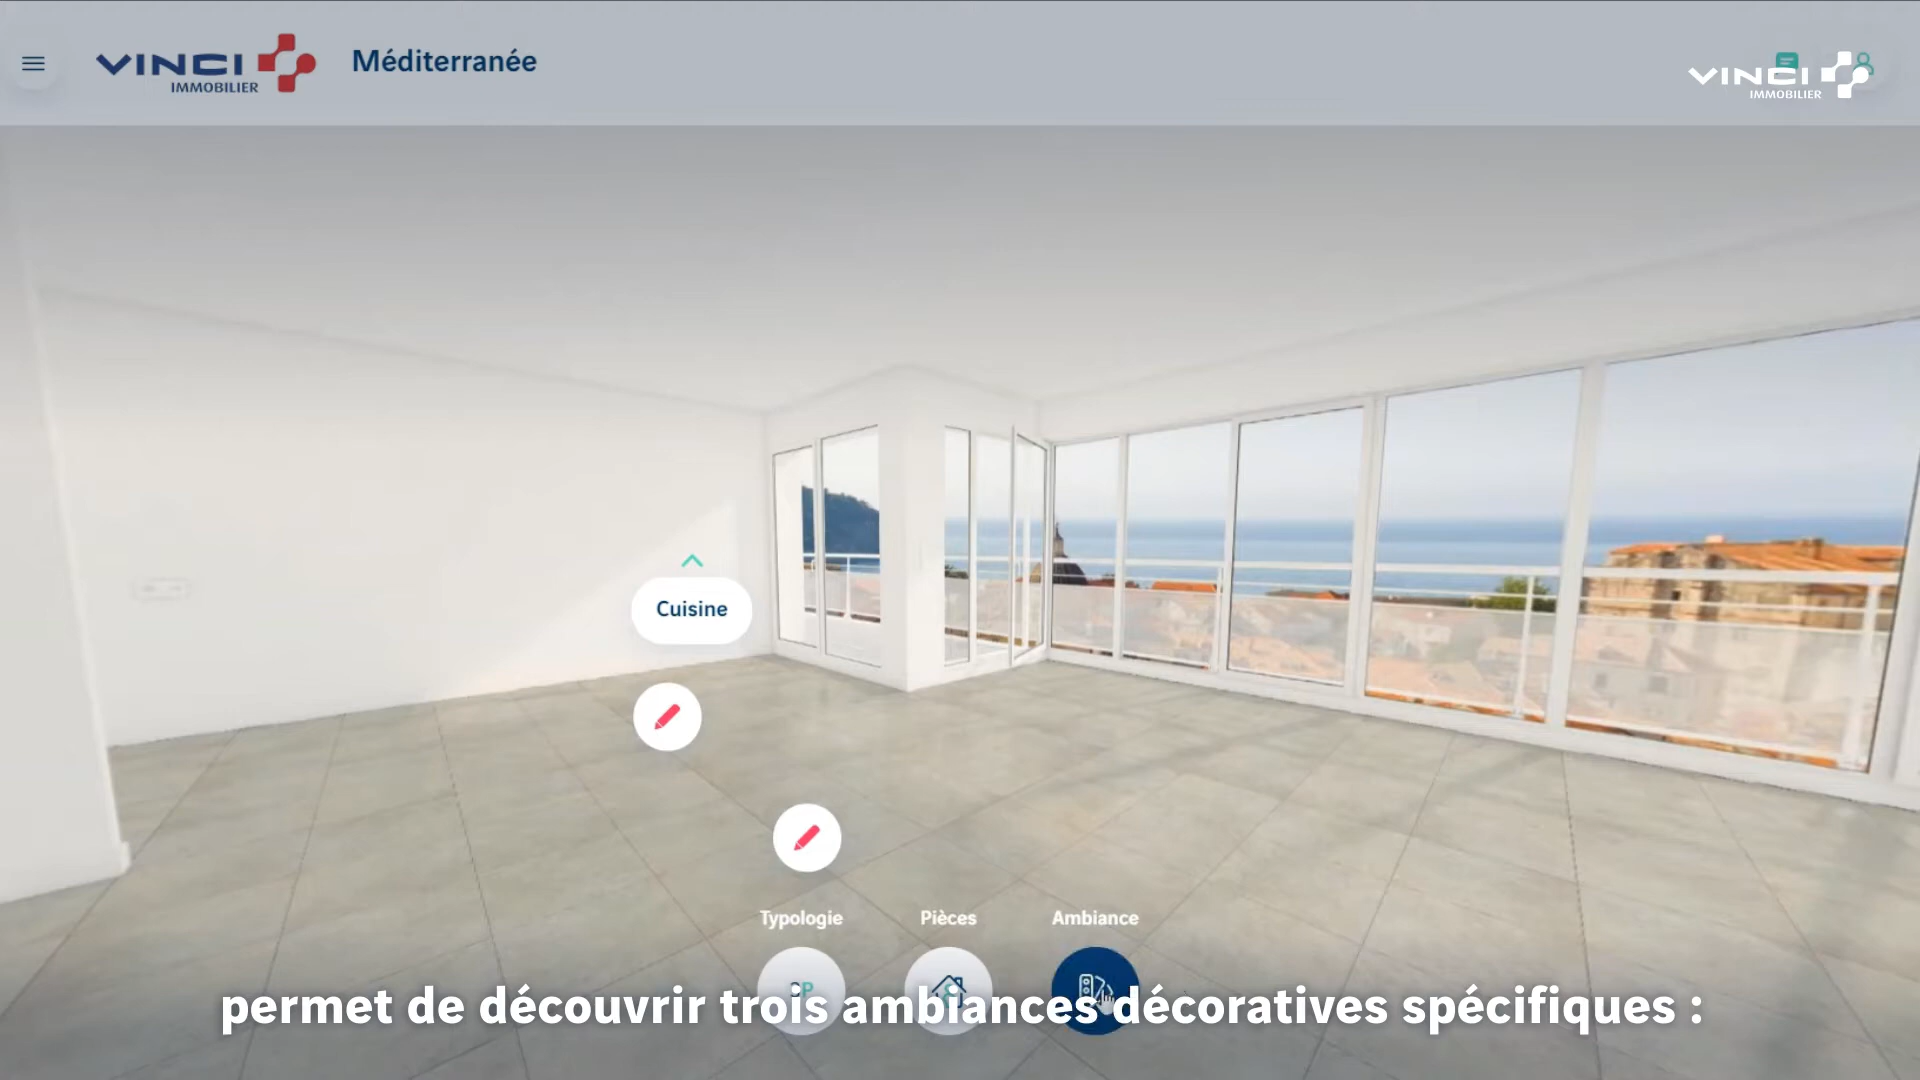 VINCI
IMMOBILIER
Méditerranée
VINCI
IMMOBILIER
Cuisine
Typologie
Pièces
Ambiance
permet de découvrir trois ambiances décoratives spécifiques :